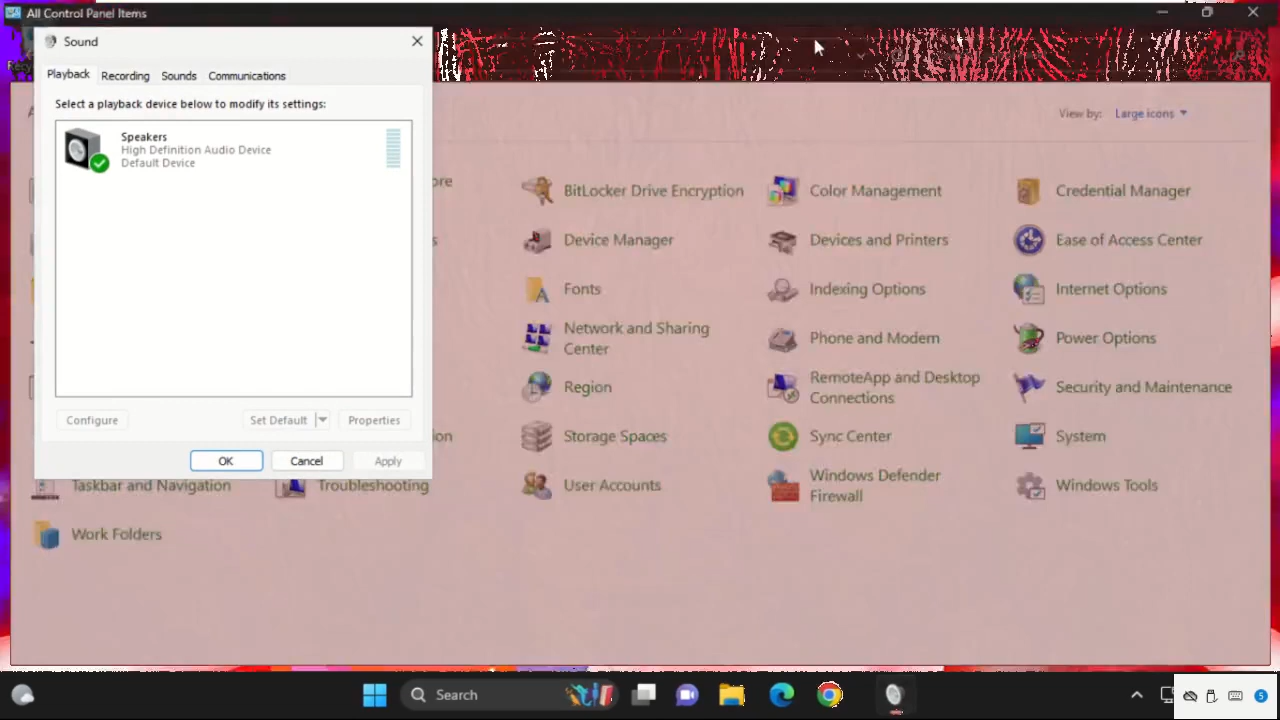 All Control Panel Items
Sound
Playback
Recording
Sounds
Communications
Select a playback device below to modify its settings:
Speakers
High Definition Audio Device
Default Device
Configure
Set Default
Properties
OK
Cancel
Apply
View by:
Large icons
BitLocker Drive Encryption
Color Management
Credential Manager
Device Manager
Devices and Printers
Ease of Access Center
Fonts
Indexing Options
Internet Options
Network and Sharing
Center
Phone and Modem
Power Options
Region
RemoteApp and Desktop
Connections
Security and Maintenance
Storage Spaces
Sync Center
System
Taskbar and Navigation
Troubleshooting
User Accounts
Windows Defender
Firewall
Windows Tools
Work Folders
Search
5